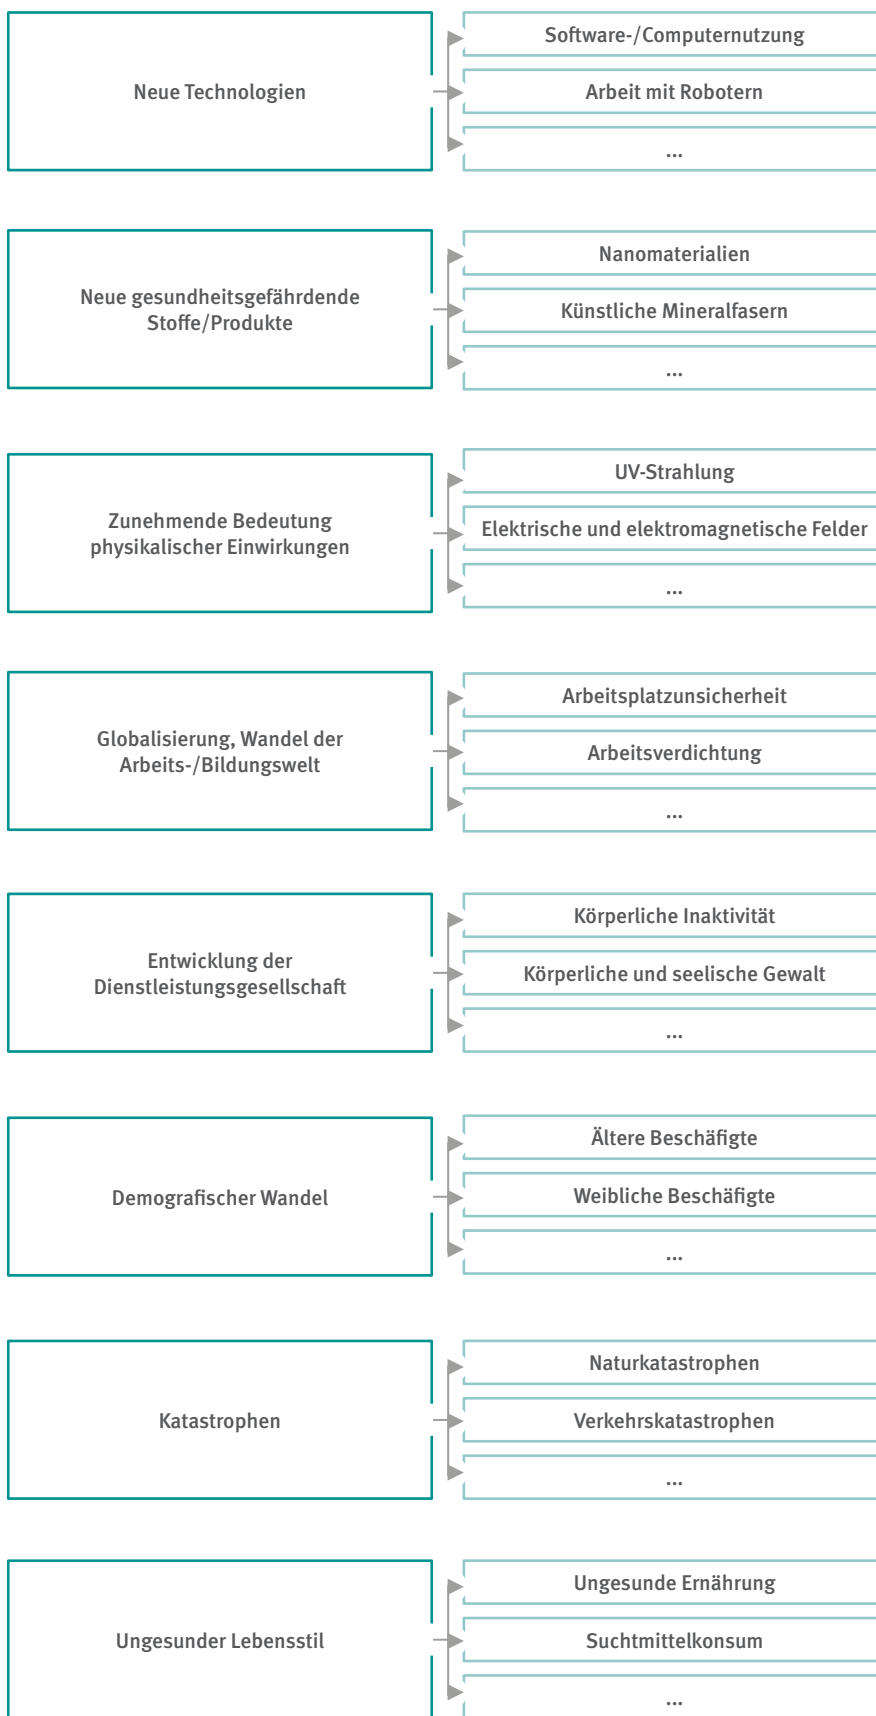 Neue Technologien
Software-/Computernutzung
Arbeit mit Robotern
...
Neue gesundheitsgefährdende
Stoffe/Produkte
Nanomaterialien
Künstliche Mineralfasern
...
Zunehmende Bedeutung
physikalischer Einwirkungen
UV-Strahlung
Elektrische und elektromagnetische Felder
...
Globalisierung, Wandel der
Arbeits-/Bildungswelt
Arbeitsplatzunsicherheit
Arbeitsverdichtung
...
Entwicklung der
Dienstleistungsgesellschaft
Körperliche Inaktivität
Körperliche und seelische Gewalt
...
Demografischer Wandel
Ältere Beschäfigte
Weibliche Beschäfigte
...
Katastrophen
Naturkatastrophen
Verkehrskatastrophen
...
Ungesunder Lebensstil
Ungesunde Ernährung
Suchtmittelkonsum
...